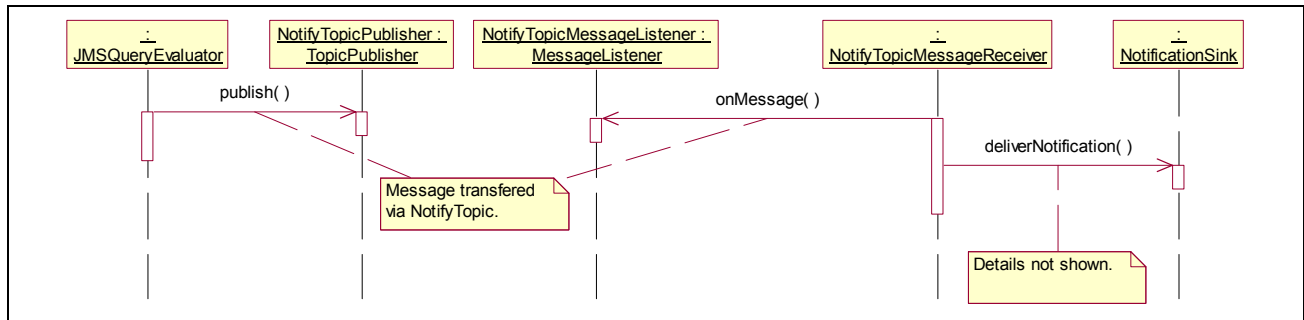 :
JMSQueryEvaluator
NotifyTopicPublisher :
TopicPublisher
NotifyTopicMessageListener :
MessageListener
:
NotifyTopicMessageReceiver
:
NotificationSink
publish( )
onMessage( )
deliverNotification( )
Message transfered
via NotifyTopic.
Details not shown.